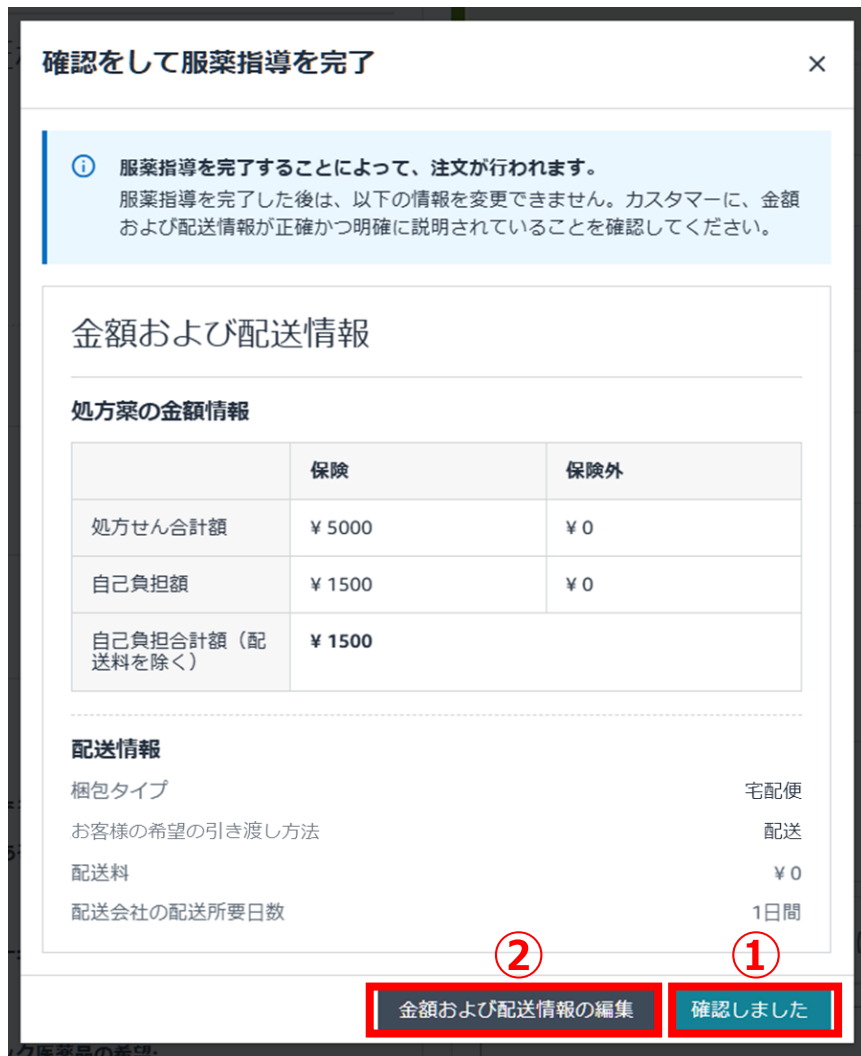 確認をして服薬指導を完了
×
服薬指導を完了することによって、注文が行われます。
服薬指導を完了した後は、以下の情報を変更できません。カスタマーに、金額
および配送情報が正確かつ明確に説明されていることを確認してください。
金額および配送情報
処方薬の金額情報
保険 保険外
処方せん合計額 ¥ 5000 ¥ 0
自己負担額 ¥ 1500 ¥ 0
自己負担合計額（配
送料を除く） ¥ 1500
配送情報
梱包タイプ 宅配便
お客様の希望の引き渡し方法 配送
配送料 ¥ 0
配送会社の配送所要日数 1日間
② ①
金額および配送情報の編集 確認しました
ック医薬品の希望: